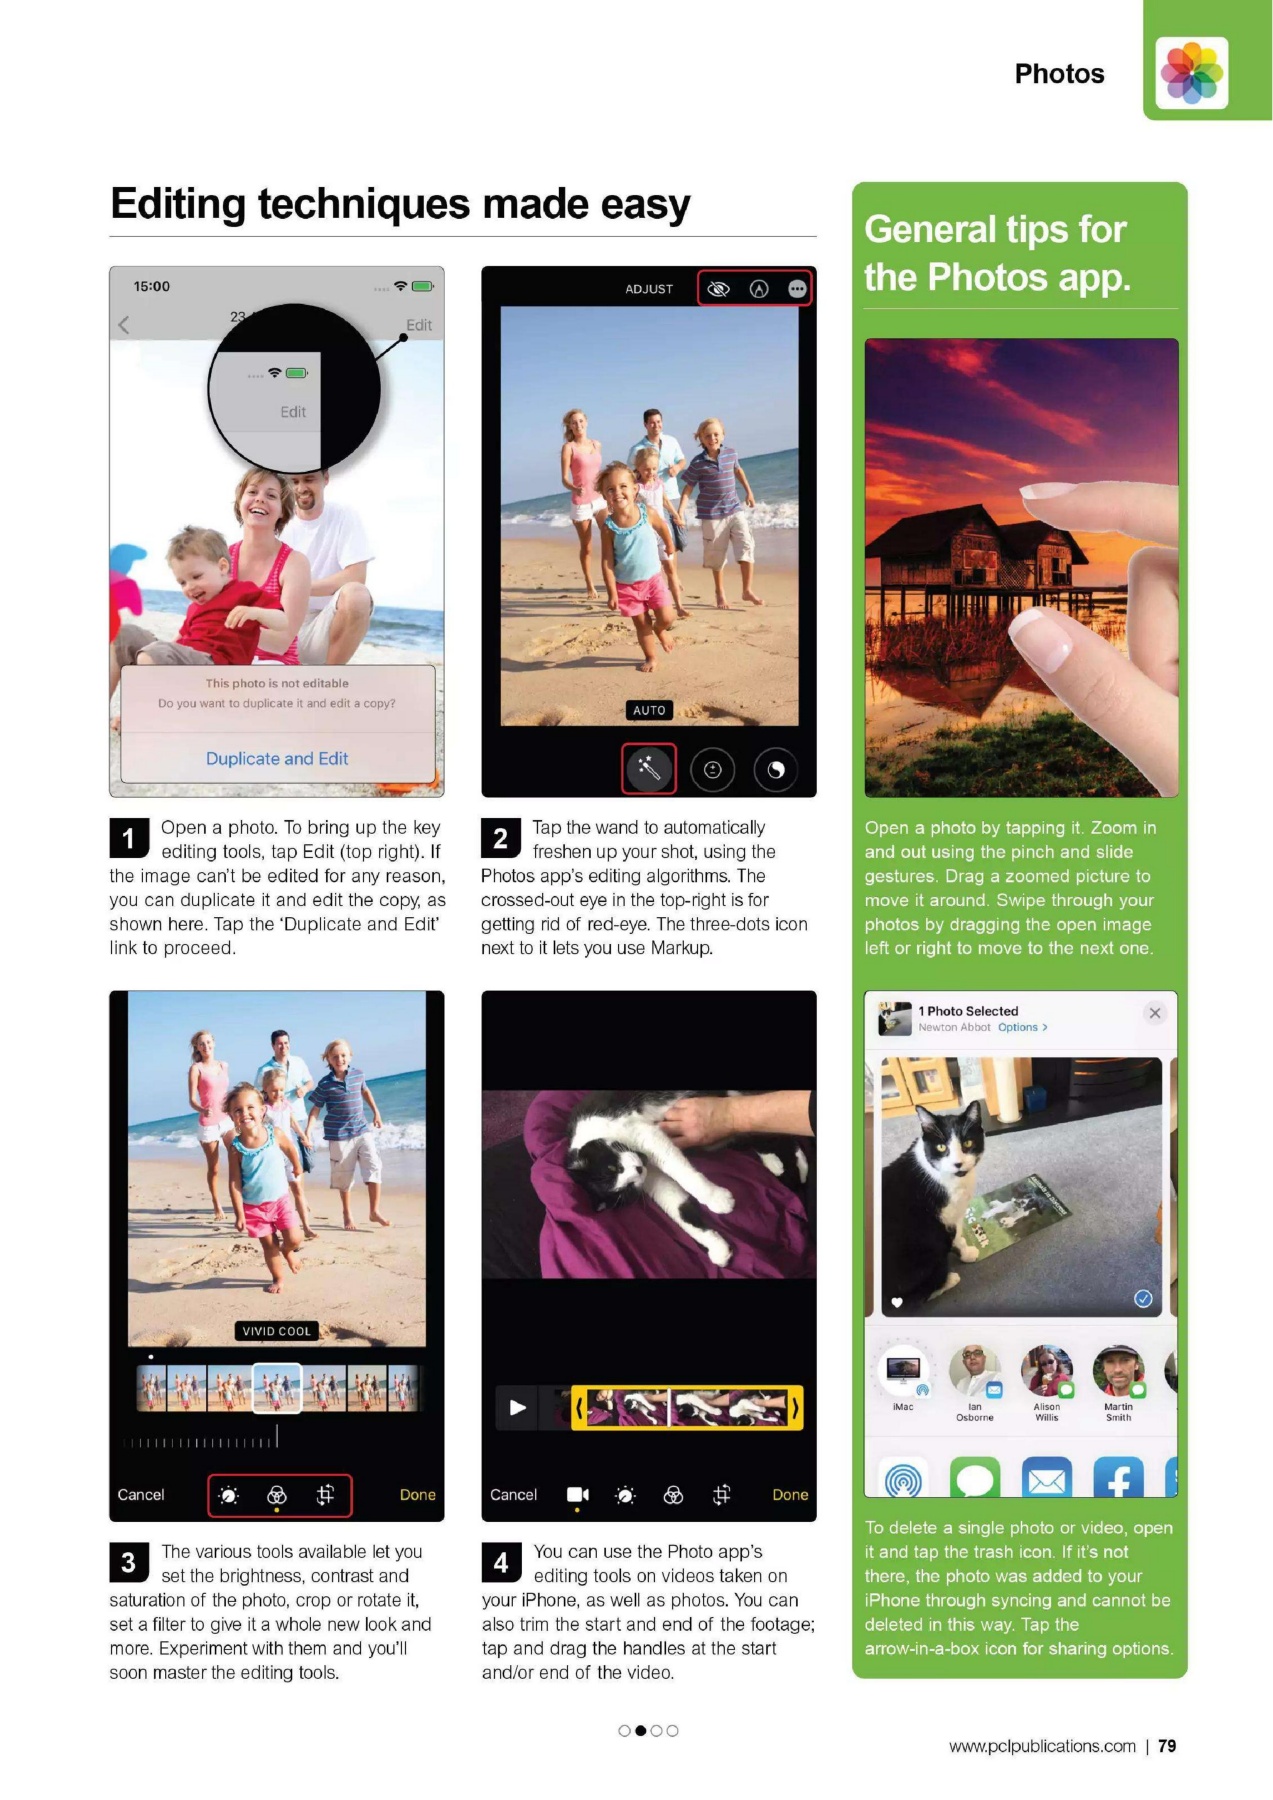 Photos
Editing techniques made easy
15:00
23
Edit
Edit
This photo is not editable
Do you want to duplicate it and edit a copy?
Duplicate and Edit
1 Open a photo. To bring up the key
editing tools, tap Edit (top right). If
the image can't be edited for any reason,
you can duplicate it and edit the copy, as
shown here. Tap the 'Duplicate and Edit'
link to proceed.
ADJUST
AUTO
2 Tap the wand to automatically
freshen up your shot, using the
Photos app's editing algorithms. The
crossed-out eye in the top-right is for
getting rid of red-eye. The three-dots icon
next to it lets you use Markup.
VIVID COOL
Cancel
Done
3 The various tools available let you
set the brightness, contrast and
saturation of the photo, crop or rotate it,
set a filter to give it a whole new look and
more. Experiment with them and you'll
soon master the editing tools.
Cancel
Done
4 You can use the Photo app's
editing tools on videos taken on
your iPhone, as well as photos. You can
also trim the start and end of the footage;
tap and drag the handles at the start
and/or end of the video.
General tips for
the Photos app.
Open a photo by tapping it. Zoom in
and out using the pinch and slide
gestures. Drag a zoomed picture to
move it around. Swipe through your
photos by dragging the open image
left or right to move to the next one.
1 Photo Selected
Newton Abbot Options >
iMac
Ian
Osborne
Alison
Willis
Martin
Smith
To delete a single photo or video, open
it and tap the trash icon. If it's not
there, the photo was added to your
iPhone through syncing and cannot be
deleted in this way. Tap the
arrow-in-a-box icon for sharing options.
www.pclpublications.com | 79